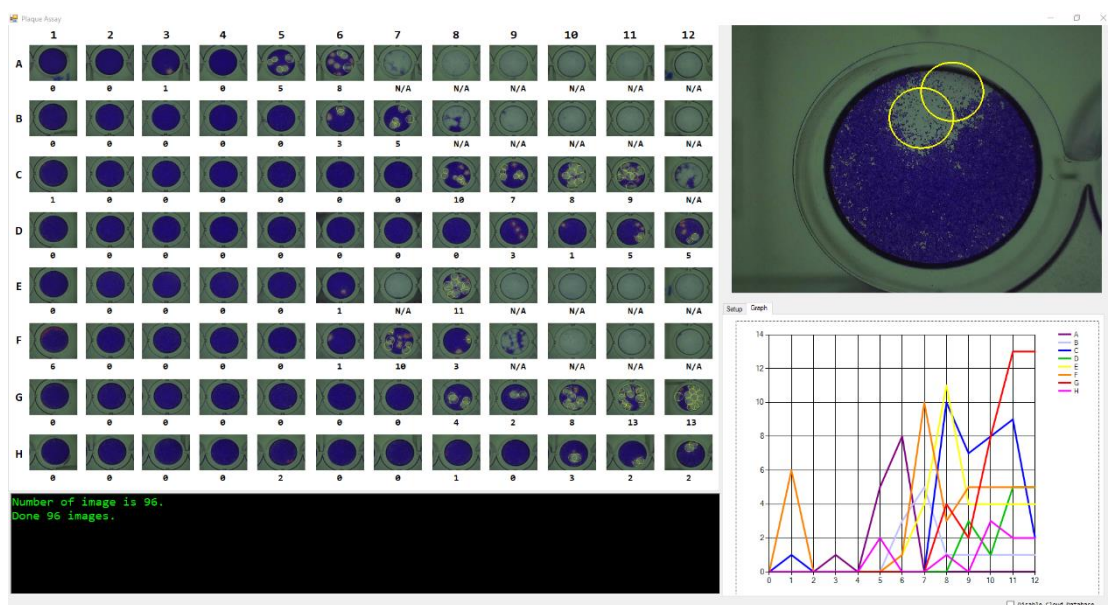 Plaque Assay
1 2 3 4 5 6 7 8 9 10 11 12
A
0 0 1 0 5 8 N/A N/A N/A N/A N/A N/A
B
0 0 0 0 0 3 5 N/A N/A N/A N/A N/A
C
1 0 0 0 0 0 0 10 7 8 9 N/A
D
0 0 0 0 0 0 0 0 3 1 5 5
E
0 0 0 0 0 1 N/A 11 N/A N/A N/A N/A
F
6 0 0 0 0 1 10 3 N/A N/A N/A N/A
G
0 0 0 0 0 0 0 4 2 8 13 13
H
0 0 0 0 2 0 0 1 0 3 2 2
Number of image is 96.
Done 96 images.
Setup Graph
14
12
10
8
6
4
2
0
0 1 2 3 4 5 6 7 8 9 10 11 12
A
B
C
D
E
F
G
H
Disable Cloud Database